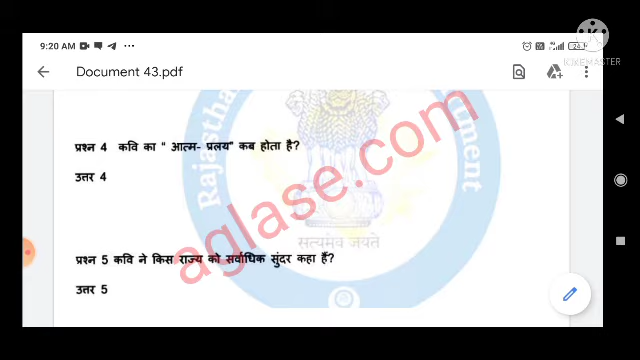 9:20 AM
KINEMASTER
Document 43.pdf
प्रश्न 4 कवि का " आत्म- प्रलय" कब होता है?
उत्तर 4
aglase.com
सत्यमेव जयते
प्रश्न 5 कवि ने किस राज्य को सर्वाधिक सुंदर कहा हैं?
उत्तर 5